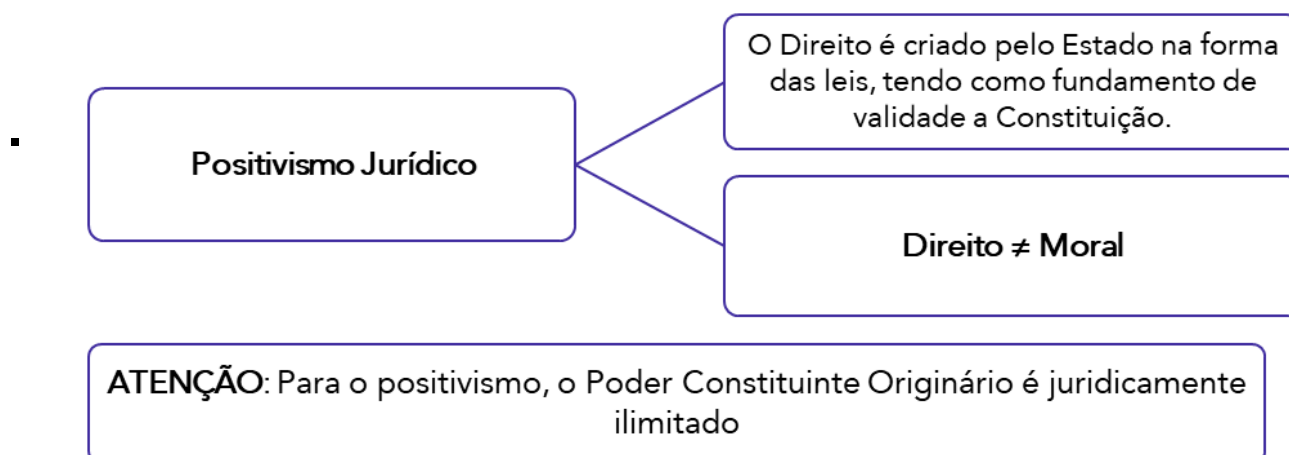 O Direito é criado pelo Estado na forma
das leis, tendo como fundamento de
validade a Constituição.
Positivismo Jurídico
Direito ≠ Moral
ATENÇÃO: Para o positivismo, o Poder Constituinte Originário é juridicamente
ilimitado